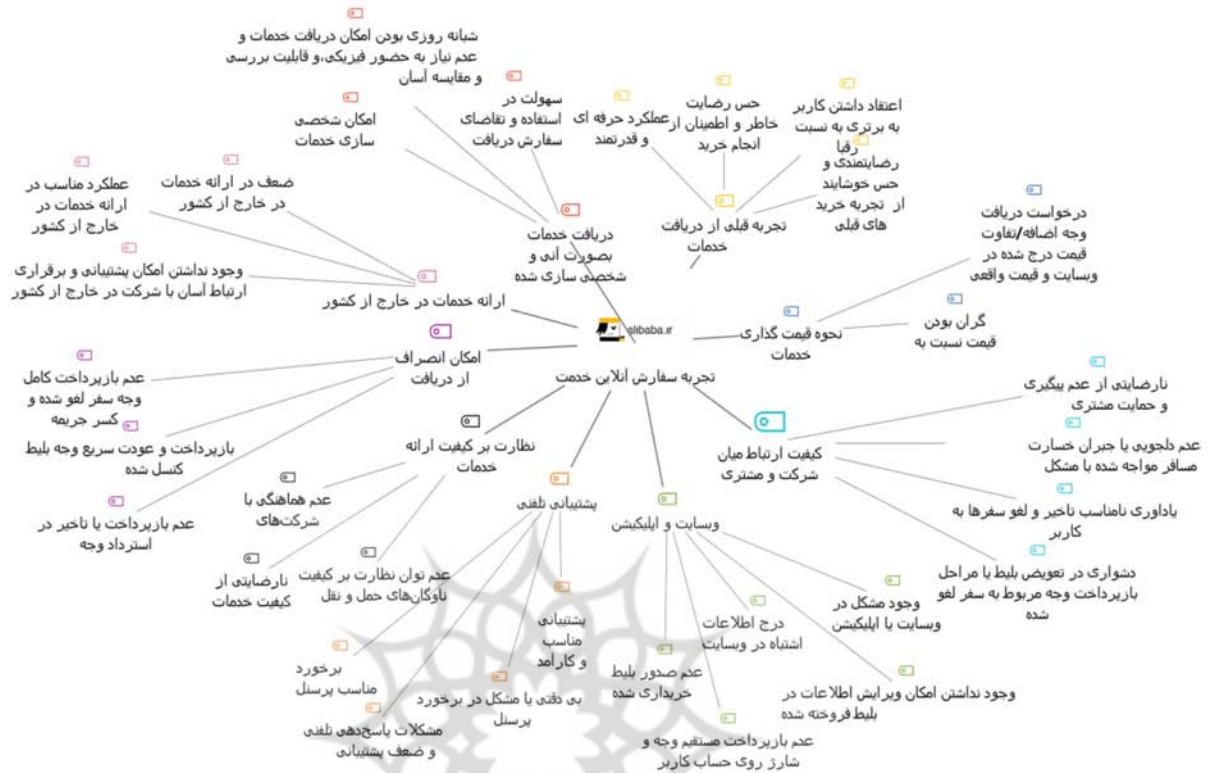 شبانه روزی بودن امکان دریافت خدمات و
عدم نیاز به حضور فیزیکی،و قابلیت بررسی
و مقایسه آسان
سهولت در
استفاده و تقاضای
سفارش دریافت
امکان شخصی
سازی خدمات
دریافت خدمات
بصورت آنی و
شخصی سازی شده
عملکرد حرفه ای
و قدرتمند
حس رضایت
خاطر و اطمینان از
انجام خرید
اعتقاد داشتن کاربر
به برتری به نسبت
رقبا
رضایتمندی و
حس خوشایند
از تجربه خرید
های قبلی
تجربه قبلی از دریافت
خدمات
ضعف در ارائه خدمات
در خارج از کشور
عملکرد مناسب در
ارائه خدمات در
خارج از کشور
وجود نداشتن امکان پشتیبانی و برقراری
ارتباط آسان با شرکت در خارج از کشور
ارائه خدمات در خارج از کشور
درخواست دریافت
وجه اضافه/تفاوت
قیمت درج شده در
وبسایت و قیمت واقعی
گران بودن
قیمت نسبت به
نحوه قیمت گذاری
خدمات
alibaba.ir
تجربه سفارش آنلاین خدمت
امکان انصراف
از دریافت
عدم بازپرداخت کامل
وجه سفر لغو شده و
کسر جریمه
بازپرداخت و عودت سریع وجه بلیط
کنسل شده
عدم بازپرداخت یا تاخیر در
استرداد وجه
نظارت بر کیفیت ارائه
خدمات
عدم هماهنگی با
شرکت‌های
نارضایتی از
کیفیت خدمات
عدم توان نظارت بر کیفیت
ناوگان‌های حمل و نقل
پشتیبانی تلفنی
برخورد
مناسب پرسنل
مشکلات پاسخ‌دهی تلفنی
و ضعف پشتیبانی
بی دقتی یا مشکل در برخورد
پرسنل
پشتیبانی
مناسب
و کارآمد
وبسایت و اپلیکیشن
عدم صدور بلیط
خریداری شده
عدم بازپرداخت مستقیم وجه و
شارژ روی حساب کاربر
درج اطلاعات
اشتباه در وبسایت
وجود نداشتن امکان ویرایش اطلاعات در
بلیط فروخته شده
وجود مشکل در
وبسایت یا اپلیکیشن
کیفیت ارتباط میان
شرکت و مشتری
نارضایتی از عدم پیگیری
و حمایت مشتری
عدم دلجویی یا جبران خسارت
مسافر مواجه شده با مشکل
یاداوری نامناسب تاخیر و لغو سفرها به
کاربر
دشواری در تعویض بلیط یا مراحل
بازپرداخت وجه مربوط به سفر لغو
شده